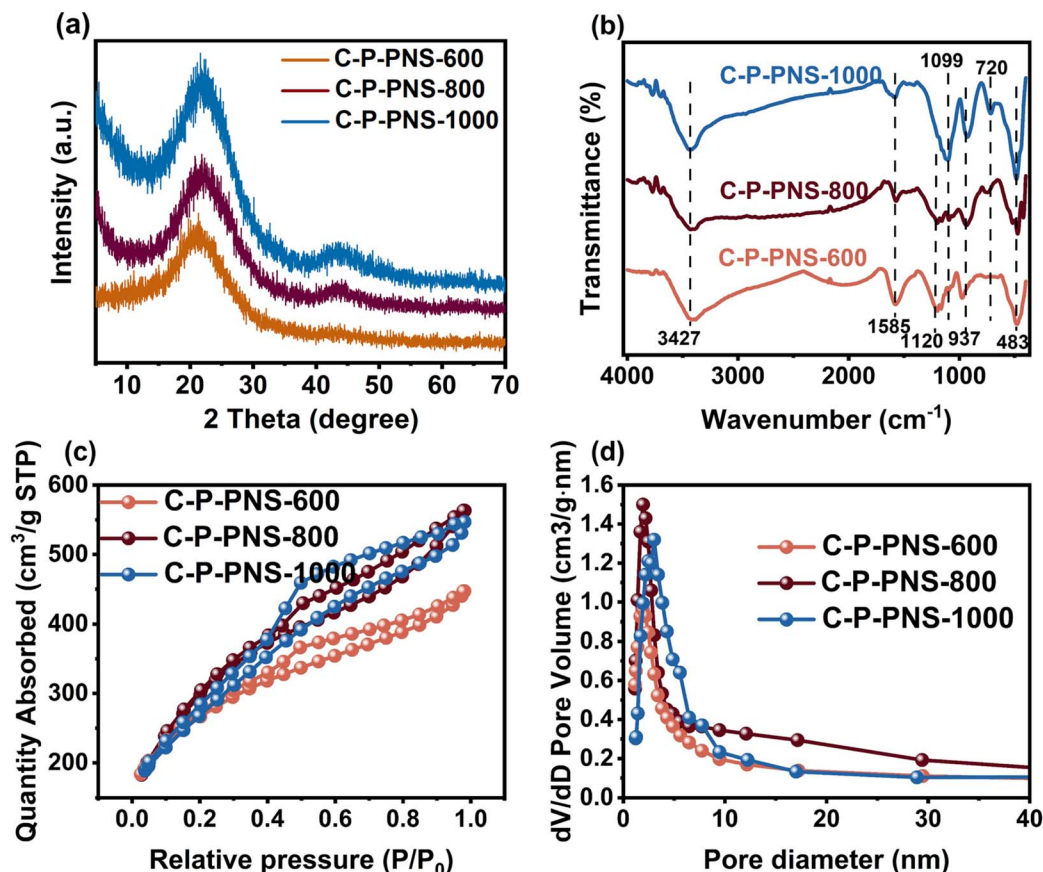 (a)
C-P-PNS-600
C-P-PNS-800
C-P-PNS-1000
Intensity (a.u.)
10 20 30 40 50 60 70
2 Theta (degree)
(b)
1099 720
C-P-PNS-1000
C-P-PNS-800
C-P-PNS-600
Transmittance (%)
3427 1585 1120 937 483
4000 3000 2000 1000
Wavenumber (cm⁻¹)
(c)
600
500
400
300
200
C-P-PNS-600
C-P-PNS-800
C-P-PNS-1000
Quantity Absorbed (cm³/g STP)
0.0 0.2 0.4 0.6 0.8 1.0
Relative pressure (P/P₀)
(d)
1.6
1.4
1.2
1.0
0.8
0.6
0.4
0.2
0.0
C-P-PNS-600
C-P-PNS-800
C-P-PNS-1000
dV/dD Pore Volume (cm3/g·nm)
0 10 20 30 40
Pore diameter (nm)